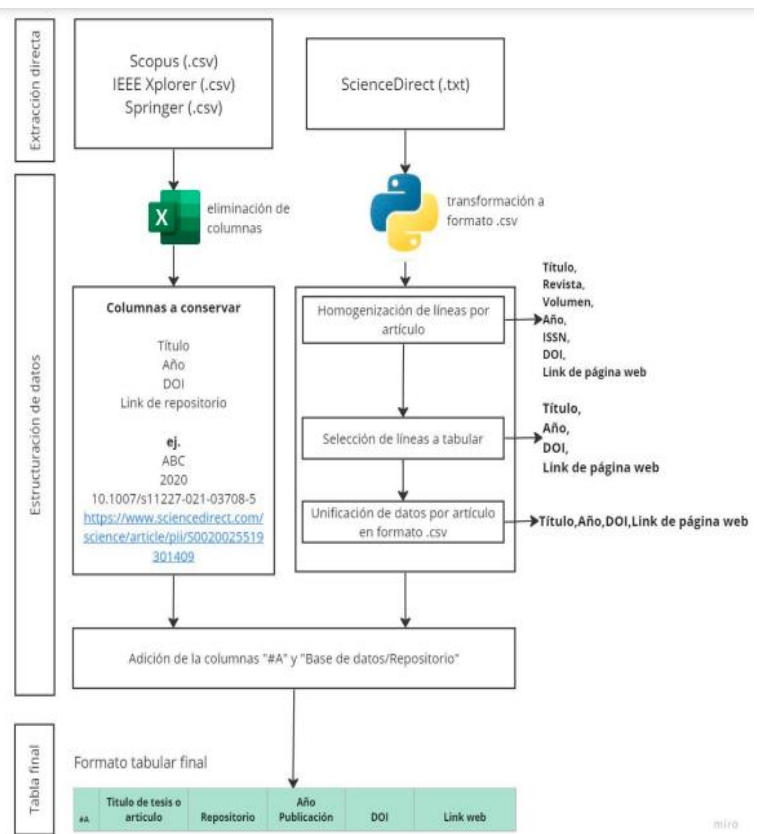 Extracción directa
Scopus (.csv)
IEEE Xplorer (.csv)
Springer (.csv)
ScienceDirect (.txt)
Estructuración de datos
X
eliminación de
columnas
transformación a
formato .csv
Columnas a conservar
Título
Año
DOI
Link de repositorio
ej.
ABC
2020
10.1007/s11227-021-03708-5
https://www.sciencedirect.com/
science/article/pii/S0020025519
301409
Homogenización de líneas por
artículo
Título,
Revista,
Volumen,
Año,
ISSN,
DOI,
Link de página web
Selección de líneas a tabular
Título,
Año,
DOI,
Link de página web
Unificación de datos por artículo
en formato .csv
Título,Año,DOI,Link de página web
Adición de la columnas "#A" y "Base de datos/Repositorio"
Tabla final
Formato tabular final
#A
Titulo de tesis o
articulo
Repositorio
Año
Publicación
DOI
Link web
miro